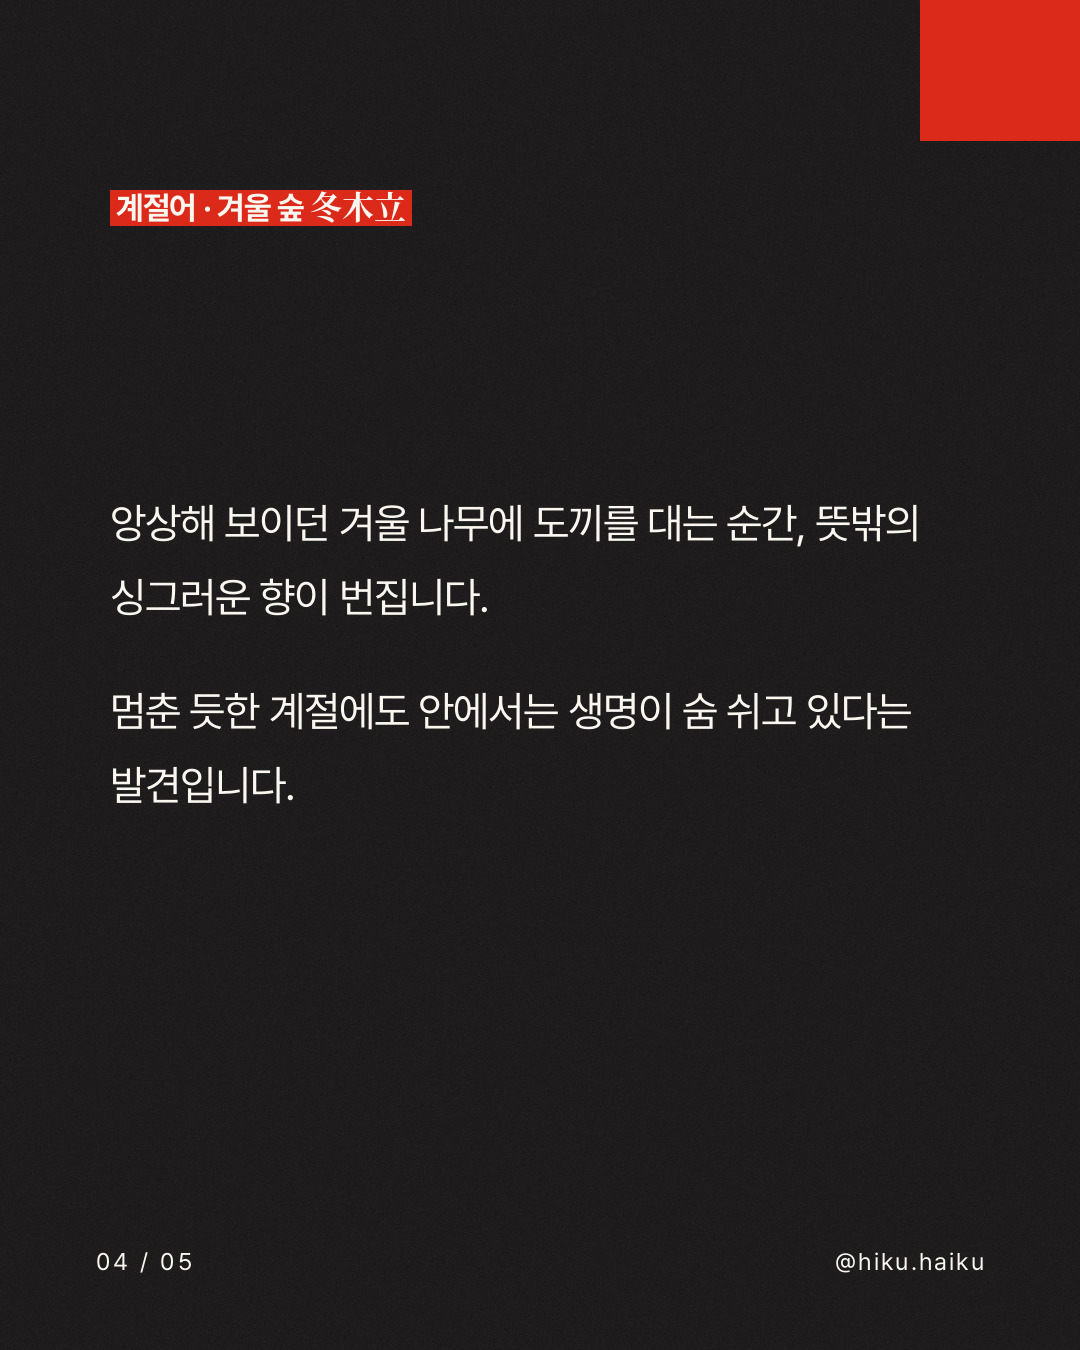 계절어 · 겨울 숲 冬木立
앙상해 보이던 겨울 나무에 도끼를 대는 순간, 뜻밖의
싱그러운 향이 번집니다.
멈춘 듯한 계절에도 안에서는 생명이 숨 쉬고 있다는
발견입니다.
04 / 05
@hiku.haiku